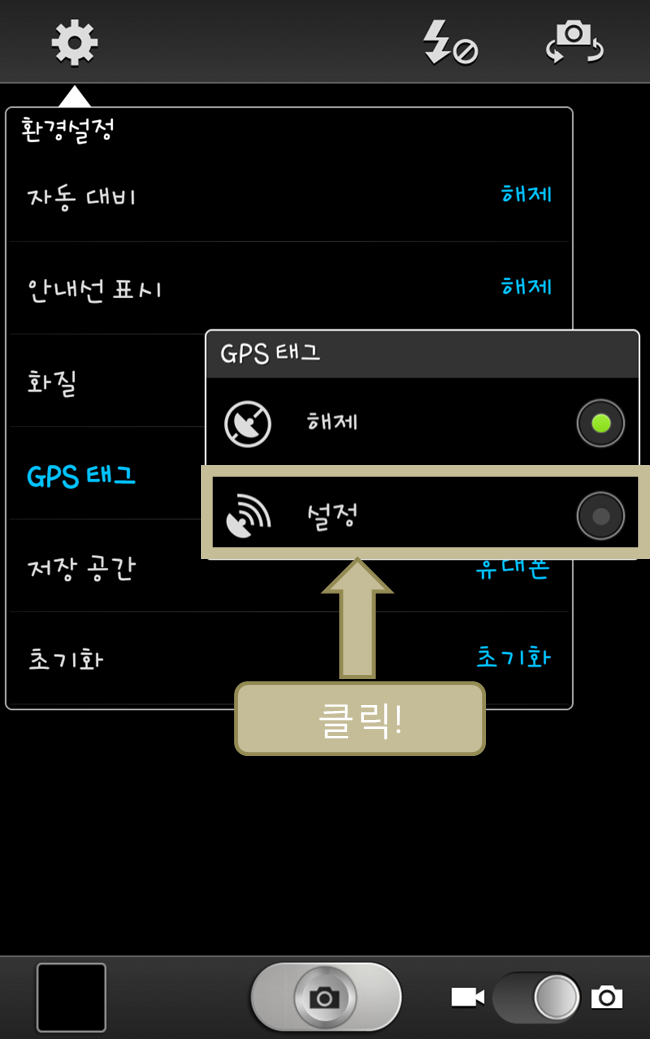 환경설정
자동 대비 해제
안내선 표시 해제
화질
GPS 태그
해제
GPS 태그
설정
저장 공간 휴대폰
초기화 초기화
클릭!